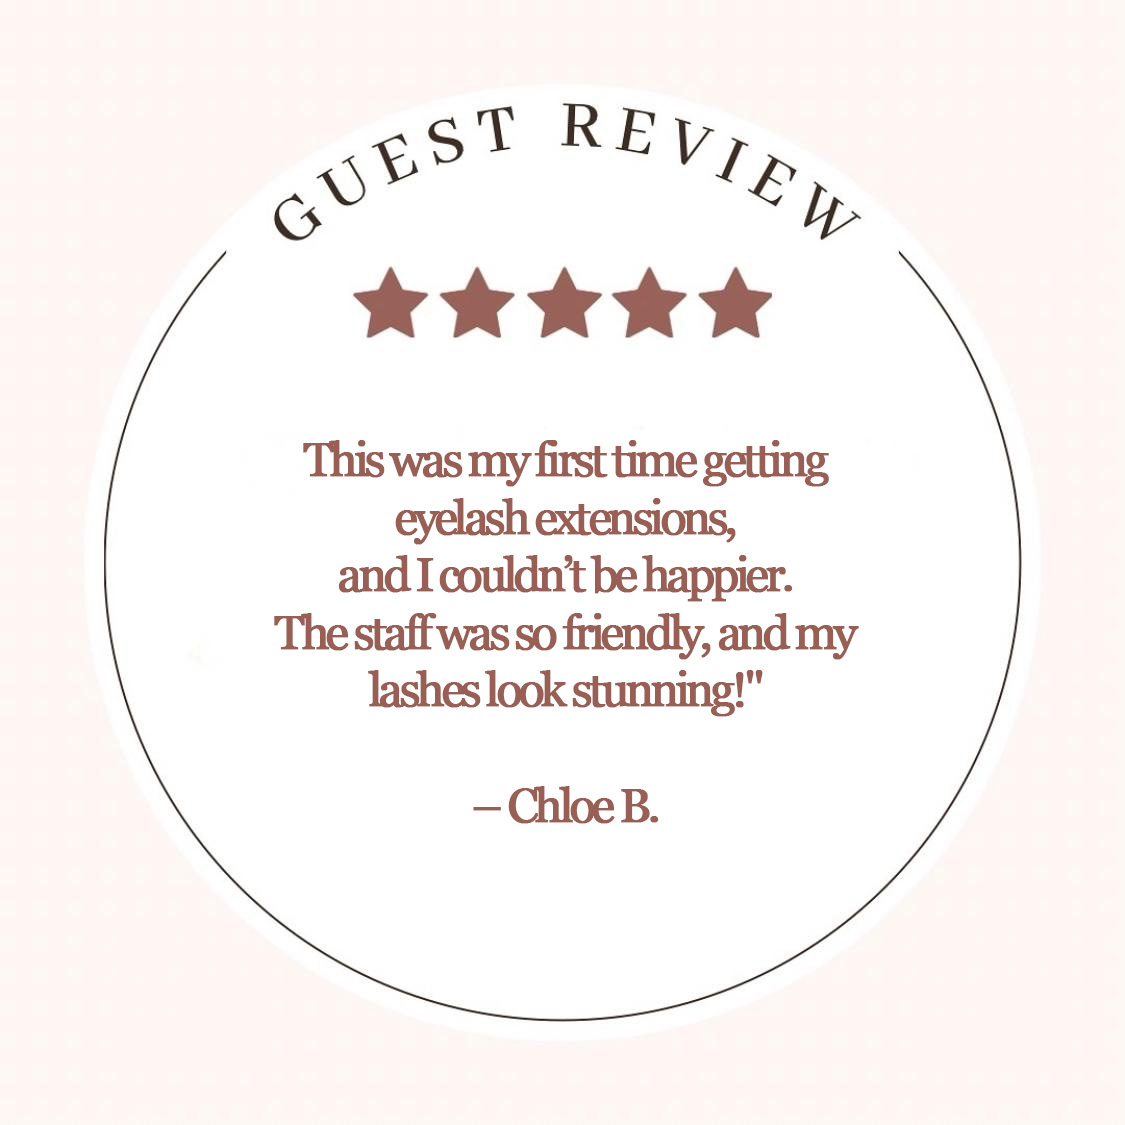 GUEST REVIEW
This was my first time getting
eyelash extensions,
and I couldn’t be happier.
The staff was so friendly, and my
lashes look stunning!"
– Chloe B.